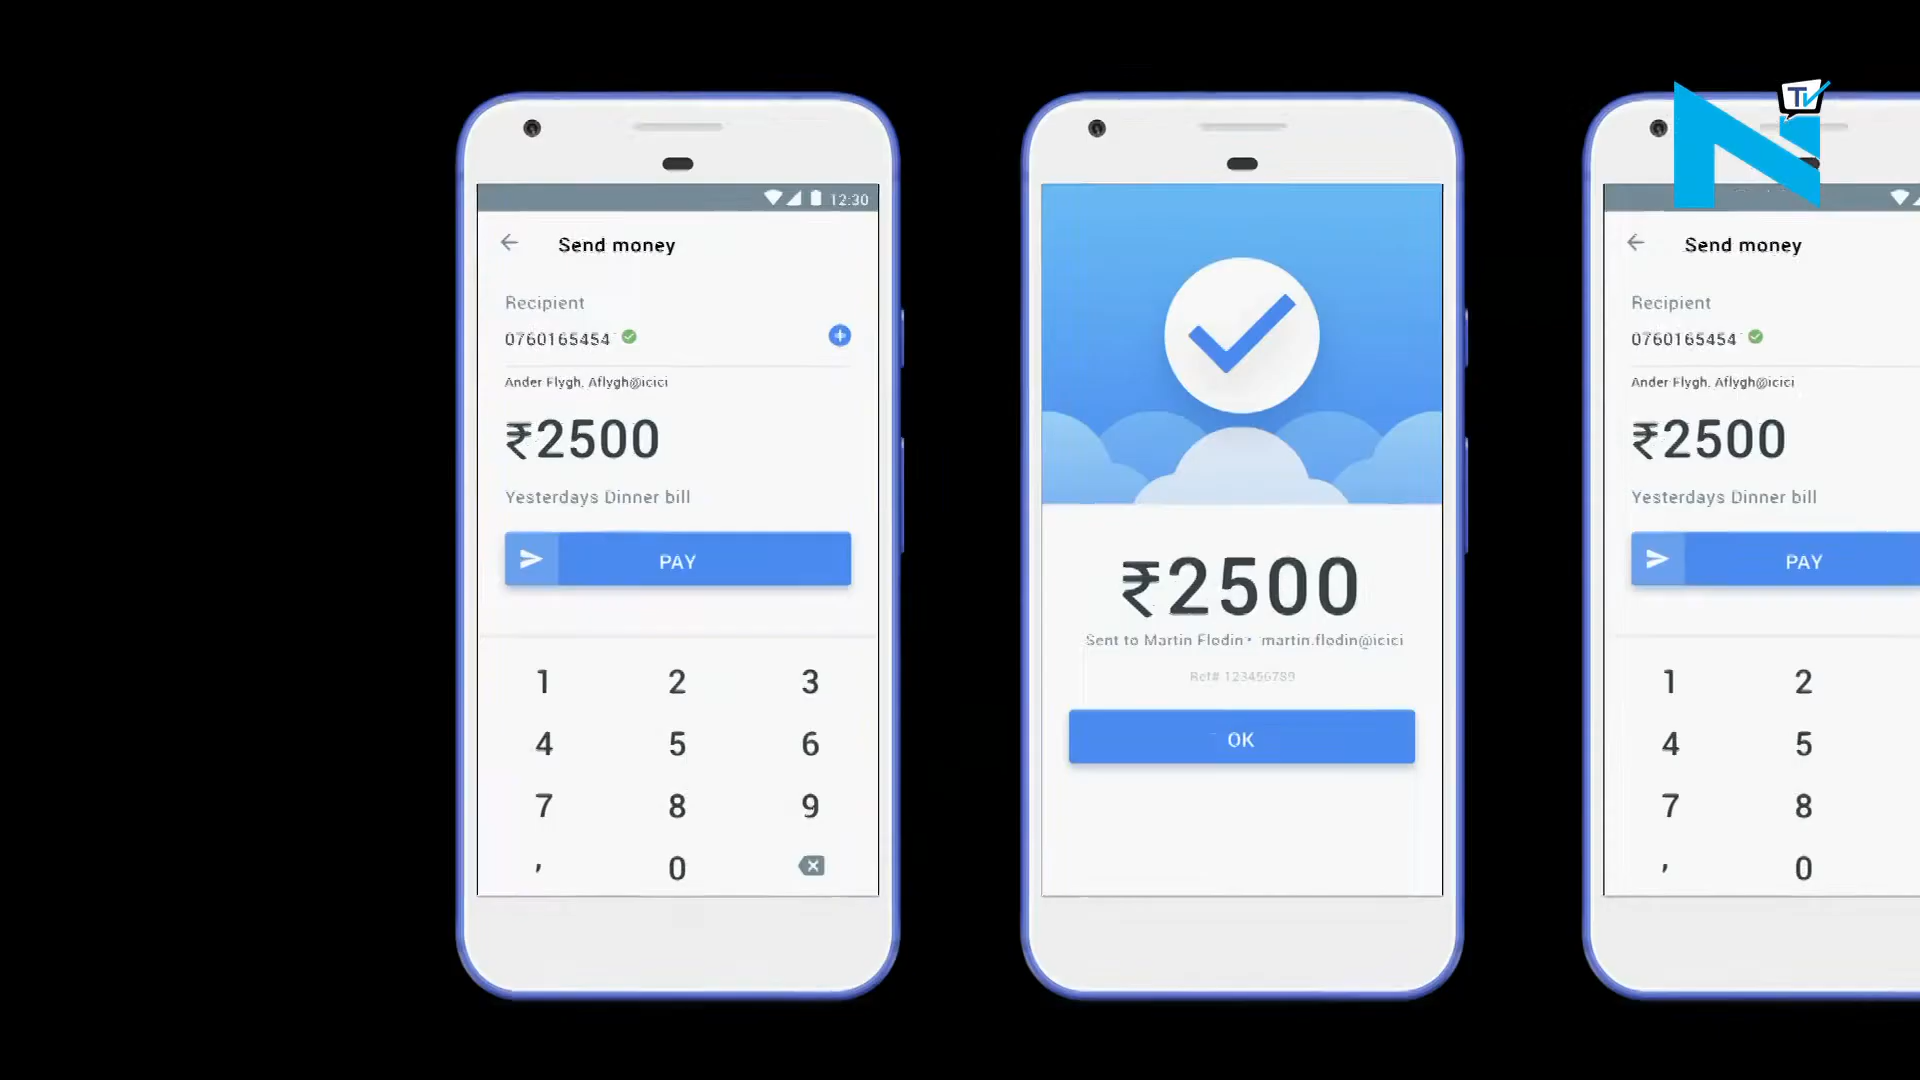 TV
12:30
Send money
Recipient
0760165454
Ander Flygh, Aflygh@icici
₹2500
Yesterdays Dinner bill
PAY
1 2 3
4 5 6
7 8 9
, 0
₹2500
Sent to Martin Flodin • martin.flodin@icici
Ref# 123456789
OK
Send money
Recipient
0760165454
Ander Flygh, Aflygh@icici
₹2500
Yesterdays Dinner bill
PAY
1 2
4 5
7 8
, 0